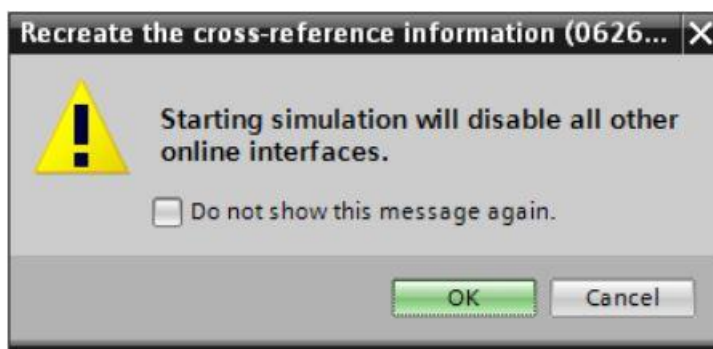 Recreate the cross-reference information (0626...
Starting simulation will disable all other
online interfaces.
Do not show this message again.
OK
Cancel